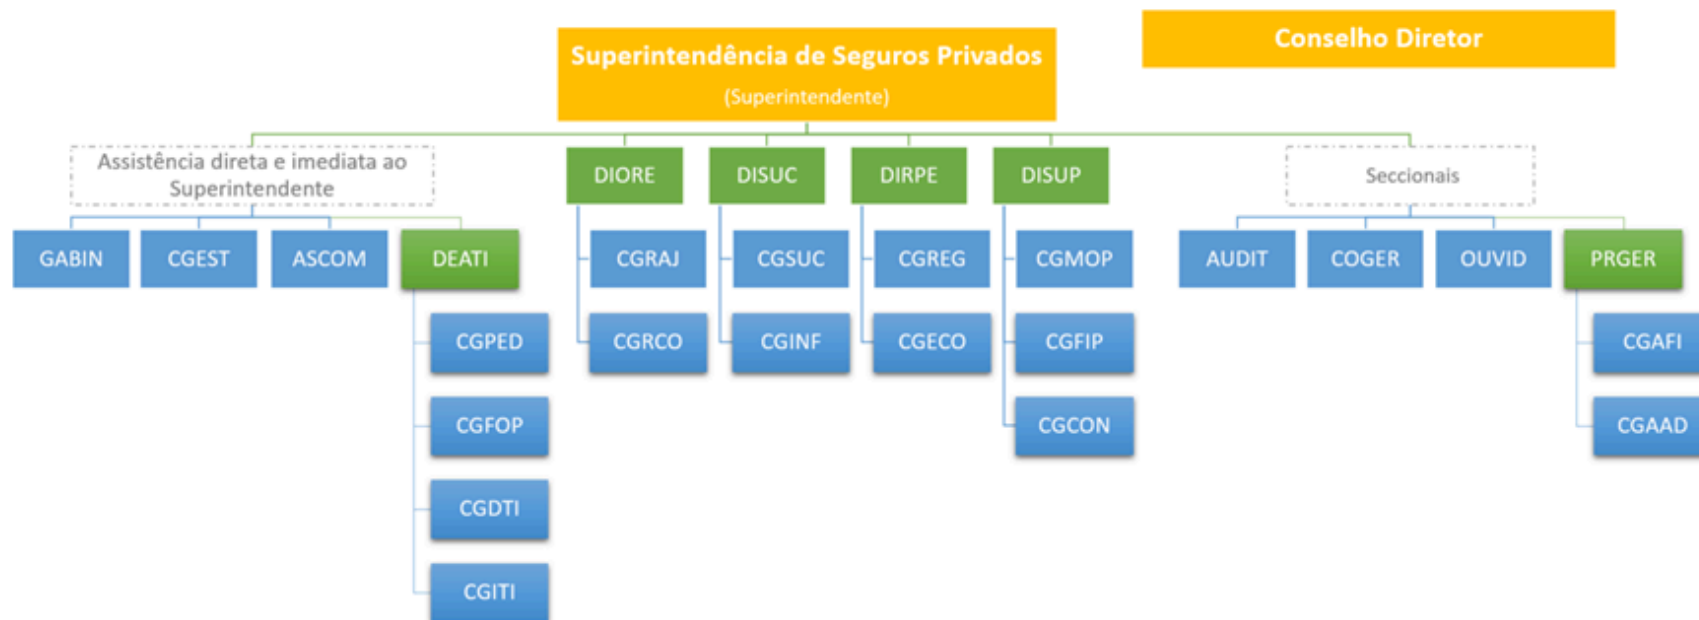 Conselho Diretor
Superintendência de Seguros Privados
(Superintendente)
Assistência direta e imediata ao
Superintendente
DIORE
DISUC
DIRPE
DISUP
Seccionais
GABIN
CGEST
ASCOM
DEATI
CGRAJ
CGSUC
CGREG
CGMOP
AUDIT
COGER
OUVID
PRGER
CGPED
CGRCO
CGINF
CGECO
CGFIP
CGAFI
CGFOP
CGCON
CGAAD
CGDTI
CGITI